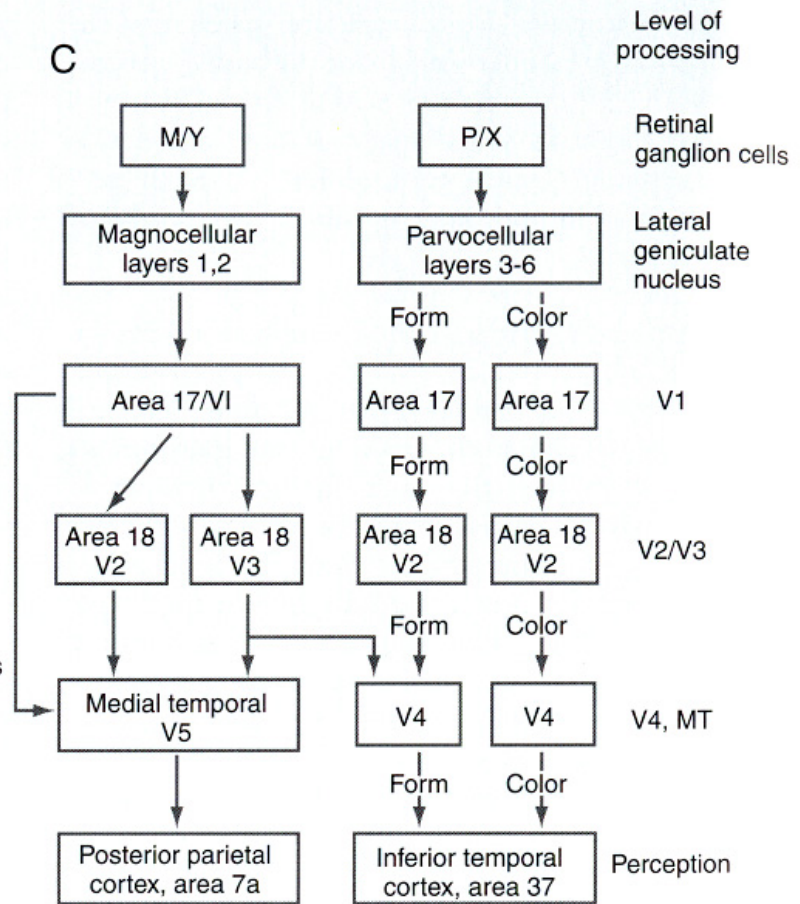 C
Level of
processing
M/Y
P/X
Retinal
ganglion cells
Magnocellular
layers 1,2
Parvocellular
layers 3-6
Lateral
geniculate
nucleus
Form
Color
Area 17/VI
Area 17
Area 17
V1
Form
Color
Area 18
V2
Area 18
V3
Area 18
V2
Area 18
V2
V2/V3
Form
Color
s
Medial temporal
V5
V4
V4
V4, MT
Form
Color
Posterior parietal
cortex, area 7a
Inferior temporal
cortex, area 37
Perception